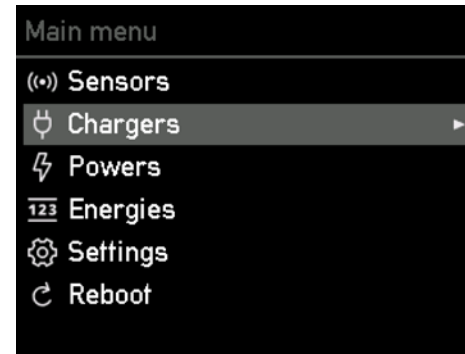 Main menu
Sensors
Chargers
Powers
123 Energies
Settings
Reboot